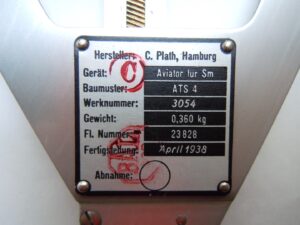 Hersteller: C. Plath, Hamburg
Gerät: Aviator für Sm
Baumuster: ATS 4
Werknummer: 3054
Gewicht: 0,360 kg
Fl. Nummer: 23828
Fertigstellung: April 1938
Abnahme: